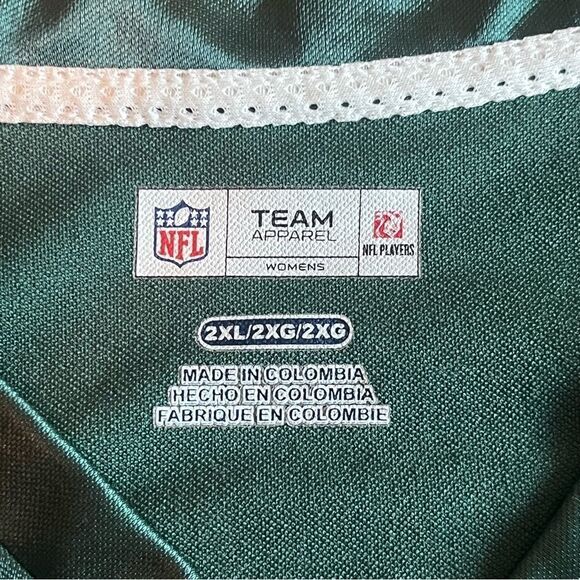 NFL
TEAM
APPAREL
WOMENS
NFL PLAYERS
2XL/2XG/2XG
MADE IN COLOMBIA
HECHO EN COLOMBIA
FABRIQUE EN COLOMBIE